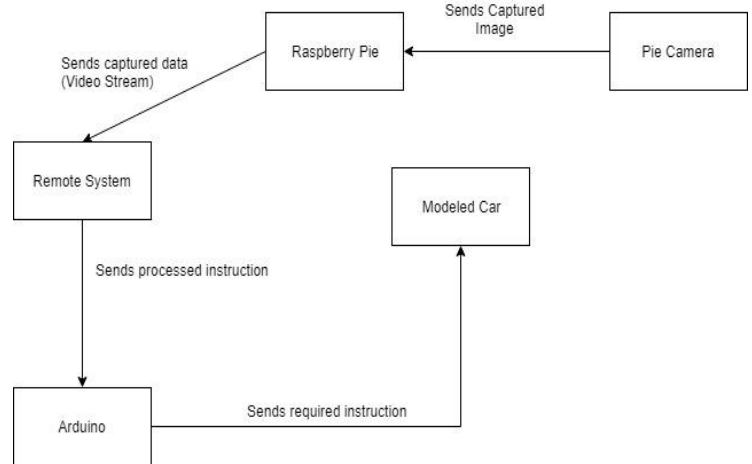 Sends Captured
Image
Raspberry Pie
Pie Camera
Sends captured data
(Video Stream)
Remote System
Modeled Car
Sends processed instruction
Sends required instruction
Arduino